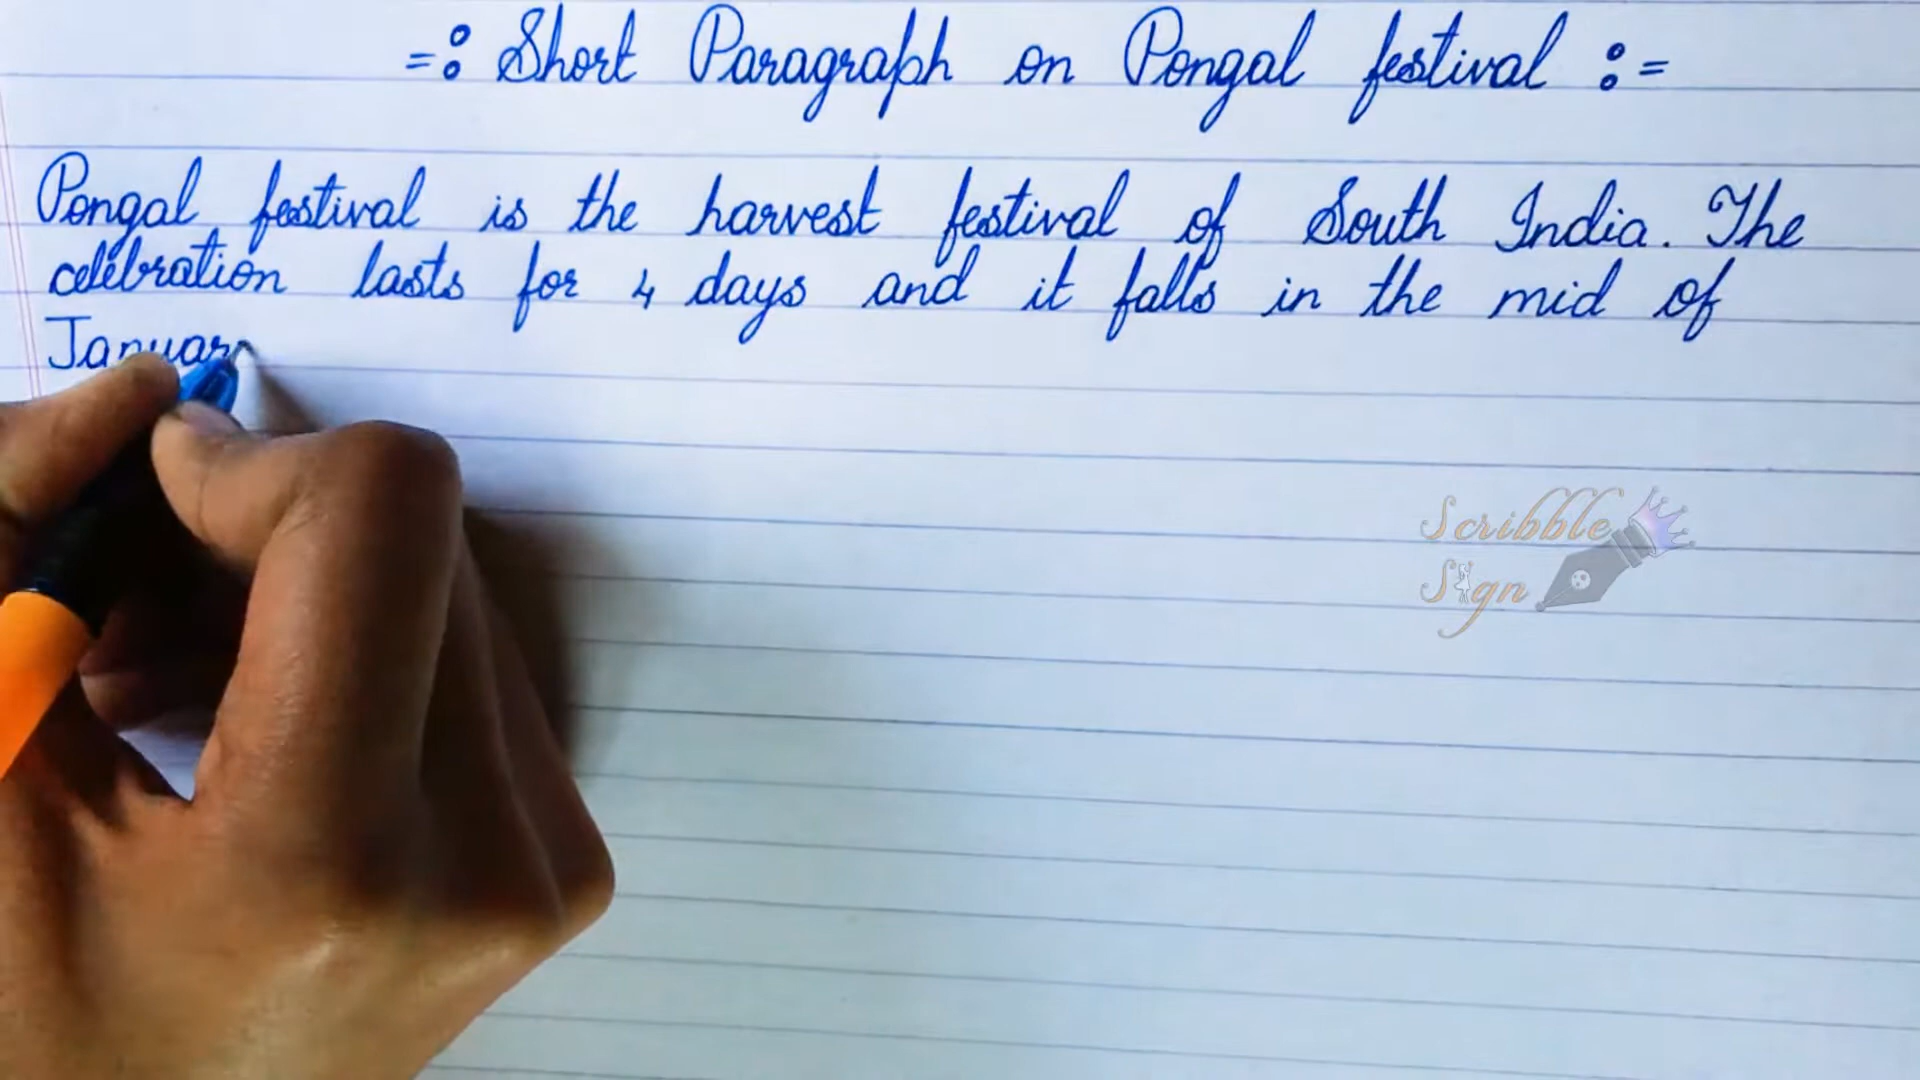 =: Short Paragraph on Pongal festival :=
Pongal festival is the harvest festival of South India. The
celebration lasts for 4 days and it falls in the mid of
Januar
Scribble
Sign